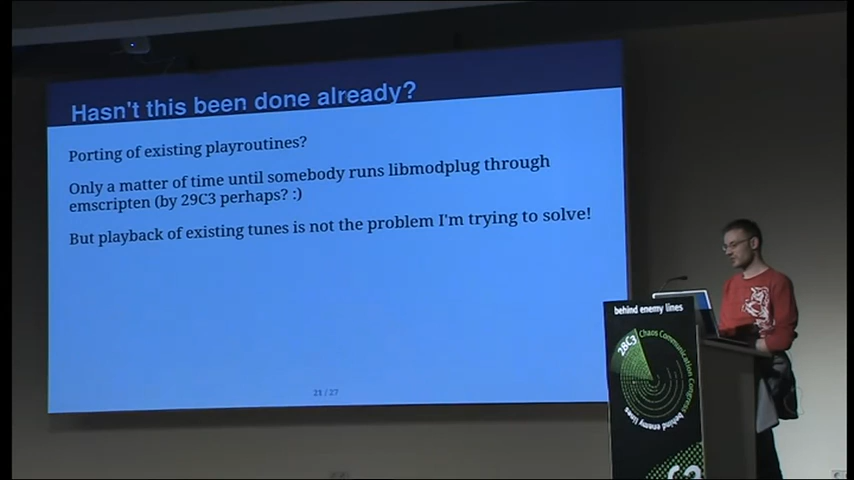 Hasn't this been done already?
Porting of existing playroutines?
Only a matter of time until somebody runs libmodplug through
emscripten (by 29C3 perhaps? :)
But playback of existing tunes is not the problem I'm trying to solve!
21 / 27
behind enemy lines
28C3
Chaos Communication Congress
behind enemy lines